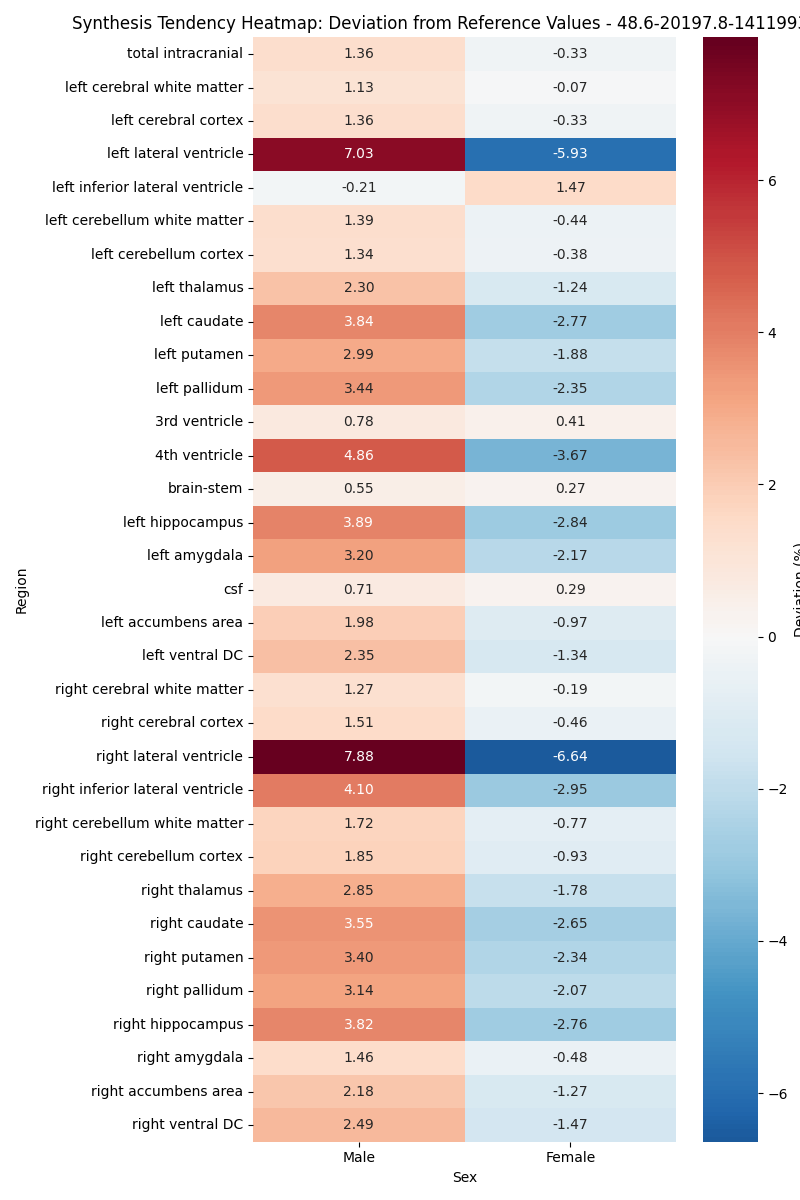 Synthesis Tendency Heatmap: Deviation from Reference Values - 48.6-20197.8-1411993
total intracranial 1.36 -0.33
left cerebral white matter 1.13 -0.07
left cerebral cortex 1.36 -0.33
left lateral ventricle 7.03 -5.93
left inferior lateral ventricle -0.21 1.47
left cerebellum white matter 1.39 -0.44
left cerebellum cortex 1.34 -0.38
left thalamus 2.30 -1.24
left caudate 3.84 -2.77
left putamen 2.99 -1.88
left pallidum 3.44 -2.35
3rd ventricle 0.78 0.41
4th ventricle 4.86 -3.67
brain-stem 0.55 0.27
left hippocampus 3.89 -2.84
left amygdala 3.20 -2.17
csf 0.71 0.29
left accumbens area 1.98 -0.97
left ventral DC 2.35 -1.34
right cerebral white matter 1.27 -0.19
right cerebral cortex 1.51 -0.46
right lateral ventricle 7.88 -6.64
right inferior lateral ventricle 4.10 -2.95
right cerebellum white matter 1.72 -0.77
right cerebellum cortex 1.85 -0.93
right thalamus 2.85 -1.78
right caudate 3.55 -2.65
right putamen 3.40 -2.34
right pallidum 3.14 -2.07
right hippocampus 3.82 -2.76
right amygdala 1.46 -0.48
right accumbens area 2.18 -1.27
right ventral DC 2.49 -1.47
Male Female
Sex
Region
6
4
2
0
−2
−4
−6
Deviation (%)